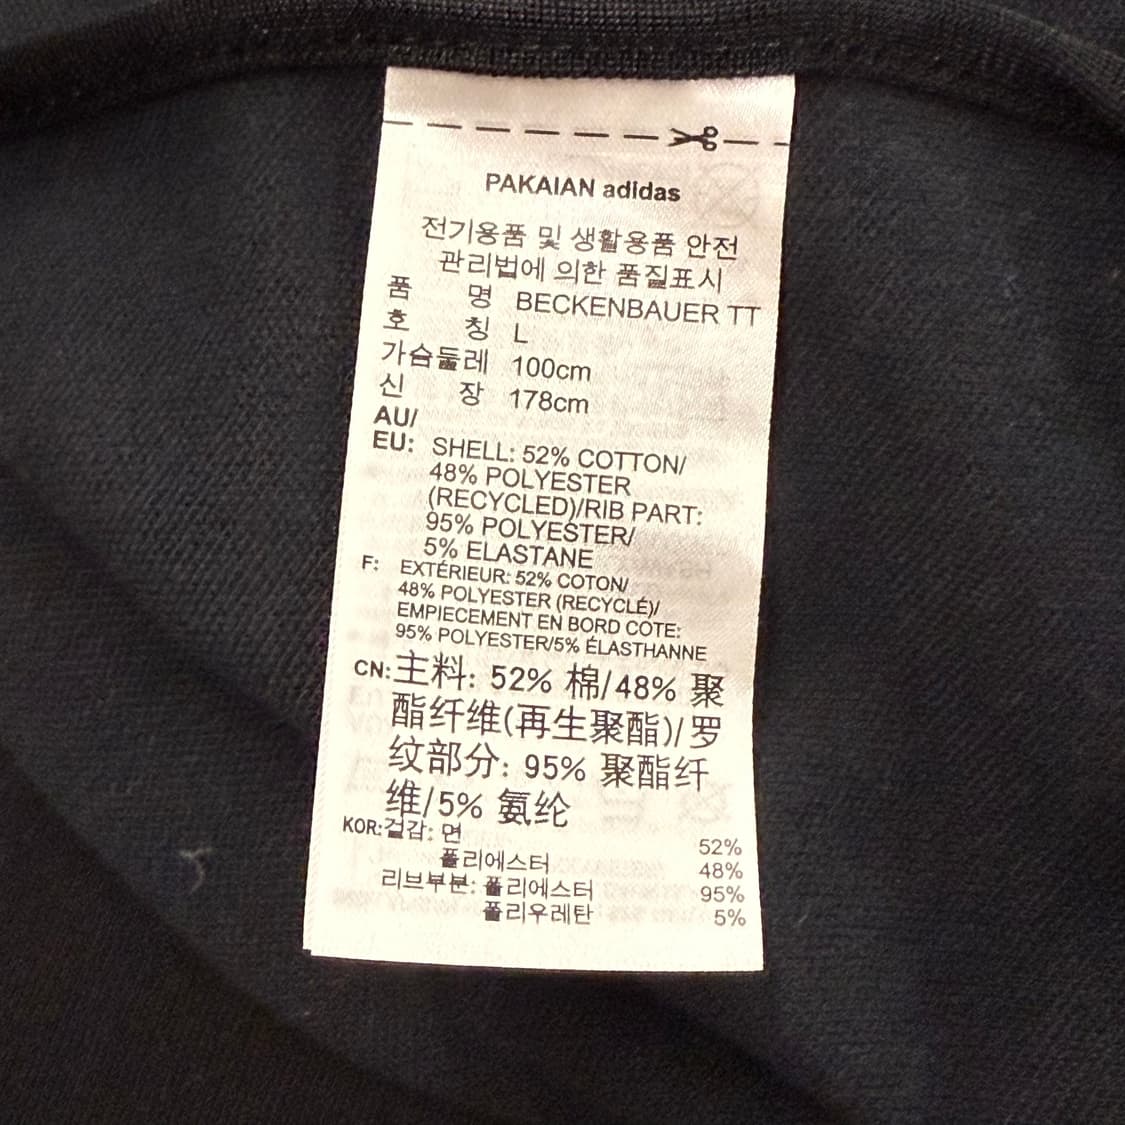 PAKAIAN adidas
전기용품 및 생활용품 안전
관리법에 의한 품질표시
품 명 BECKENBAUER TT
호 칭 L
가슴둘레 100cm
신 장 178cm
AU/
EU: SHELL: 52% COTTON/
48% POLYESTER
(RECYCLED)/RIB PART:
95% POLYESTER/
5% ELASTANE
F: EXTÉRIEUR: 52% COTON/
48% POLYESTER (RECYCLÉ)/
EMPIECEMENT EN BORD COTE:
95% POLYESTER/5% ÉLASTHANNE
CN: 主料: 52% 棉/48% 聚
酯纤维(再生聚酯)/罗
纹部分: 95% 聚酯纤
维/5% 氨纶
KOR: 겉감: 면 52%
폴리에스터 48%
리브부분: 폴리에스터 95%
폴리우레탄 5%